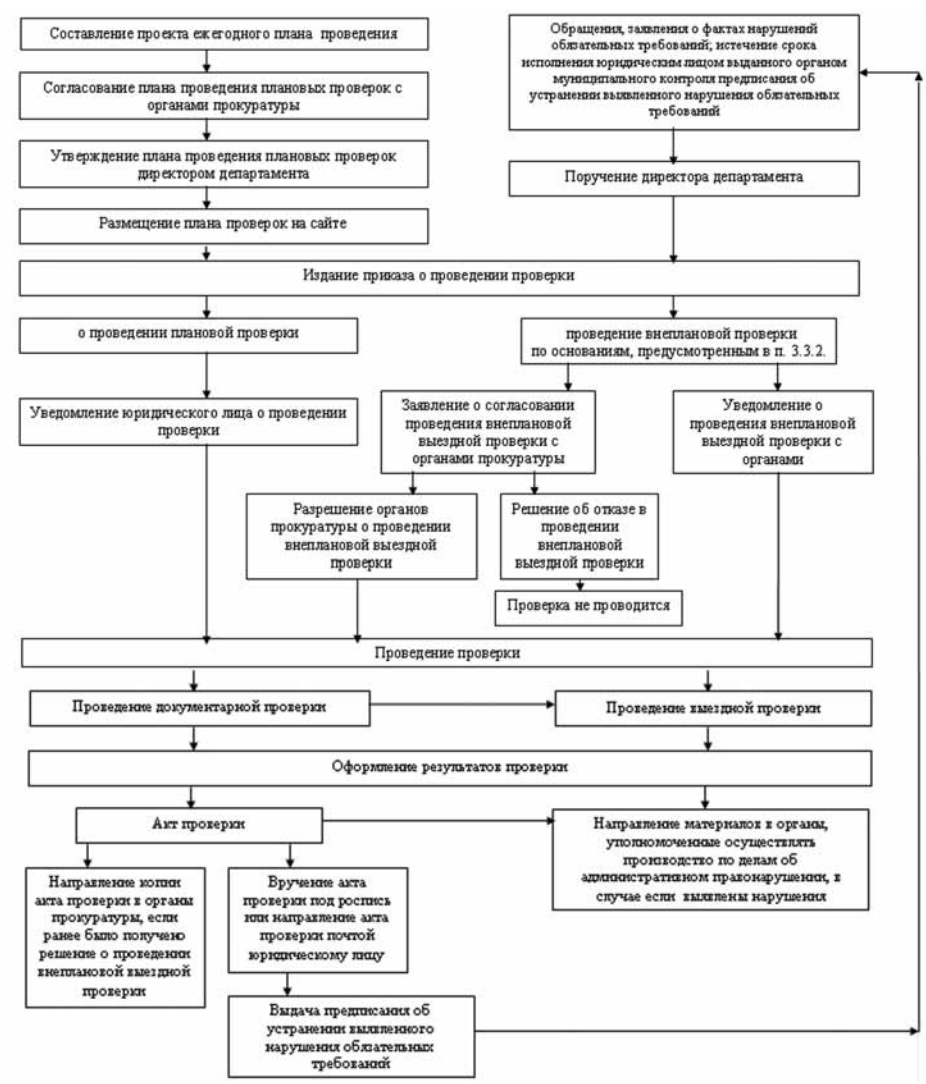 Составление проекта ежегодного плана проведения
Согласование плана проведения плановых проверок с
органами прокуратуры
Утверждение плана проведения плановых проверок
директором департамента
Размещение плана проверок на сайте
Обращения, заявления о фактах нарушений
обязательных требований; истечение срока
исполнения юридическим лицом выданного органом
муниципального контроля предписания об
устранении выявленного нарушения обязательных
требований
Поручение директора департамента
Издание приказа о проведении проверки
о проведении плановой проверки
проведение внеплановой проверки
по основаниям, предусмотренным в п. 3.3.2.
Уведомление юридического лица о проведении
проверки
Заявление о согласовании
проведения внеплановой
выездной проверки с
органами прокуратуры
Уведомление о
проведения внеплановой
выездной проверки с
органами
Разрешение органов
прокуратуры о проведении
внеплановой выездной
проверки
Решение об отказе в
проведении
внеплановой
выездной проверки
Проверка не проводится
Проведение проверки
Проведение документарной проверки
Проведение выездной проверки
Оформление результатов проверки
Акт проверки
Направление материалов в органы,
уполномоченные осуществлять
производство по делам об
административном правонарушении, в
случае если выявлены нарушения
Направление копии
акта проверки в органы
прокуратуры, если
ранее было получено
решение о проведении
внеплановой выездной
проверки
Вручение акта
проверки под роспись
или направление акта
проверки почтой
юридическому лицу
Выдача предписания об
устранении выявленного
нарушения обязательных
требований